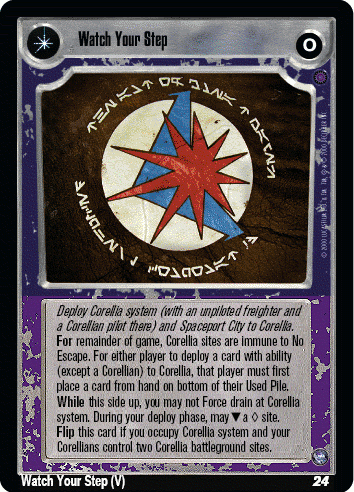 Watch Your Step
0
Deploy Corellia system (with an unpiloted freighter and
a Corellian pilot there) and Spaceport City to Corellia.
For remainder of game, Corellia sites are immune to No
Escape. For either player to deploy a card with ability
(except a Corellian) to Corellia, that player must first
place a card from hand on bottom of their Used Pile.
While this side up, you may not Force drain at Corellia
system. During your deploy phase, may ▼ a ◊ site.
Flip this card if you occupy Corellia system and your
Corellians control two Corellia battleground sites.
Watch Your Step (V)
24